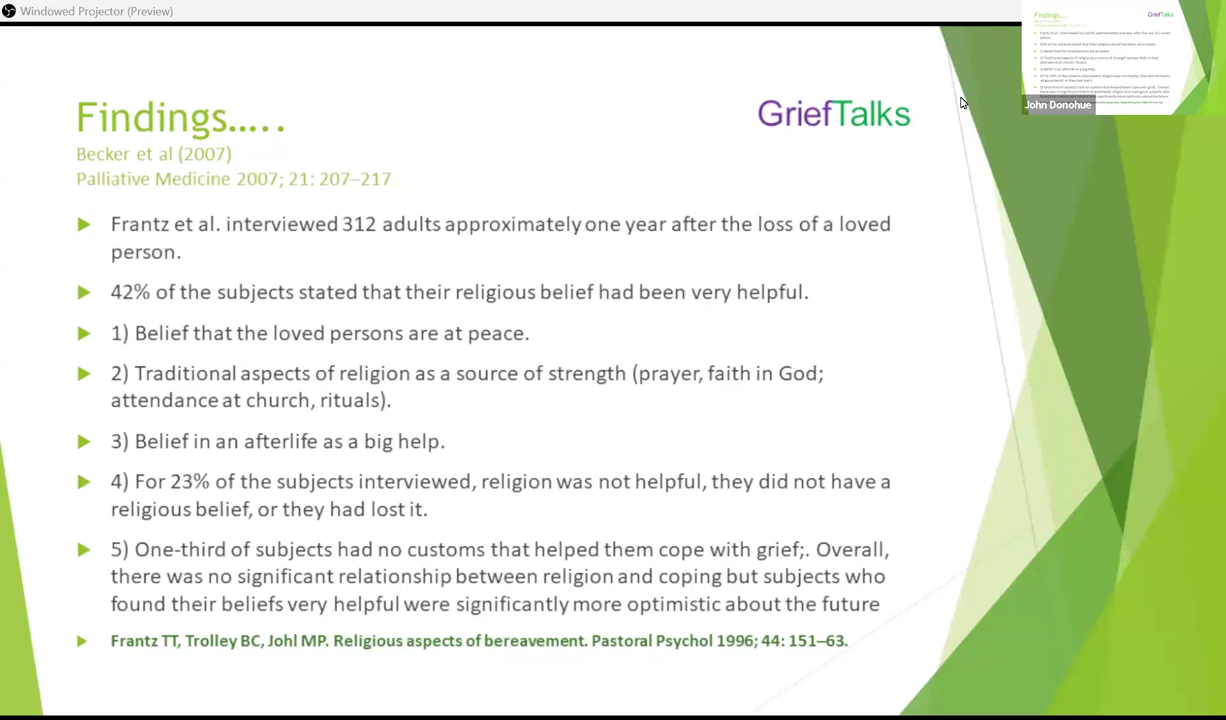 Windowed Projector (Preview)
Findings.....
GriefTalks
Becker et al (2007)
Palliative Medicine 2007; 21: 207–217
Frantz et al. interviewed 312 adults approximately one year after the loss of a loved
person.
42% of the subjects stated that their religious belief had been very helpful.
1) Belief that the loved persons are at peace.
2) Traditional aspects of religion as a source of strength (prayer, faith in God;
attendance at church, rituals).
3) Belief in an afterlife as a big help.
4) For 23% of the subjects interviewed, religion was not helpful, they did not have a
religious belief, or they had lost it.
5) One-third of subjects had no customs that helped them cope with grief;. Overall,
there was no significant relationship between religion and coping but subjects who
found their beliefs very helpful were significantly more optimistic about the future
Frantz TT, Trolley BC, Johl MP. Religious aspects of bereavement. Pastoral Psychol 1996; 44: 151–63.
Findings.....
GriefTalks
John Donohue